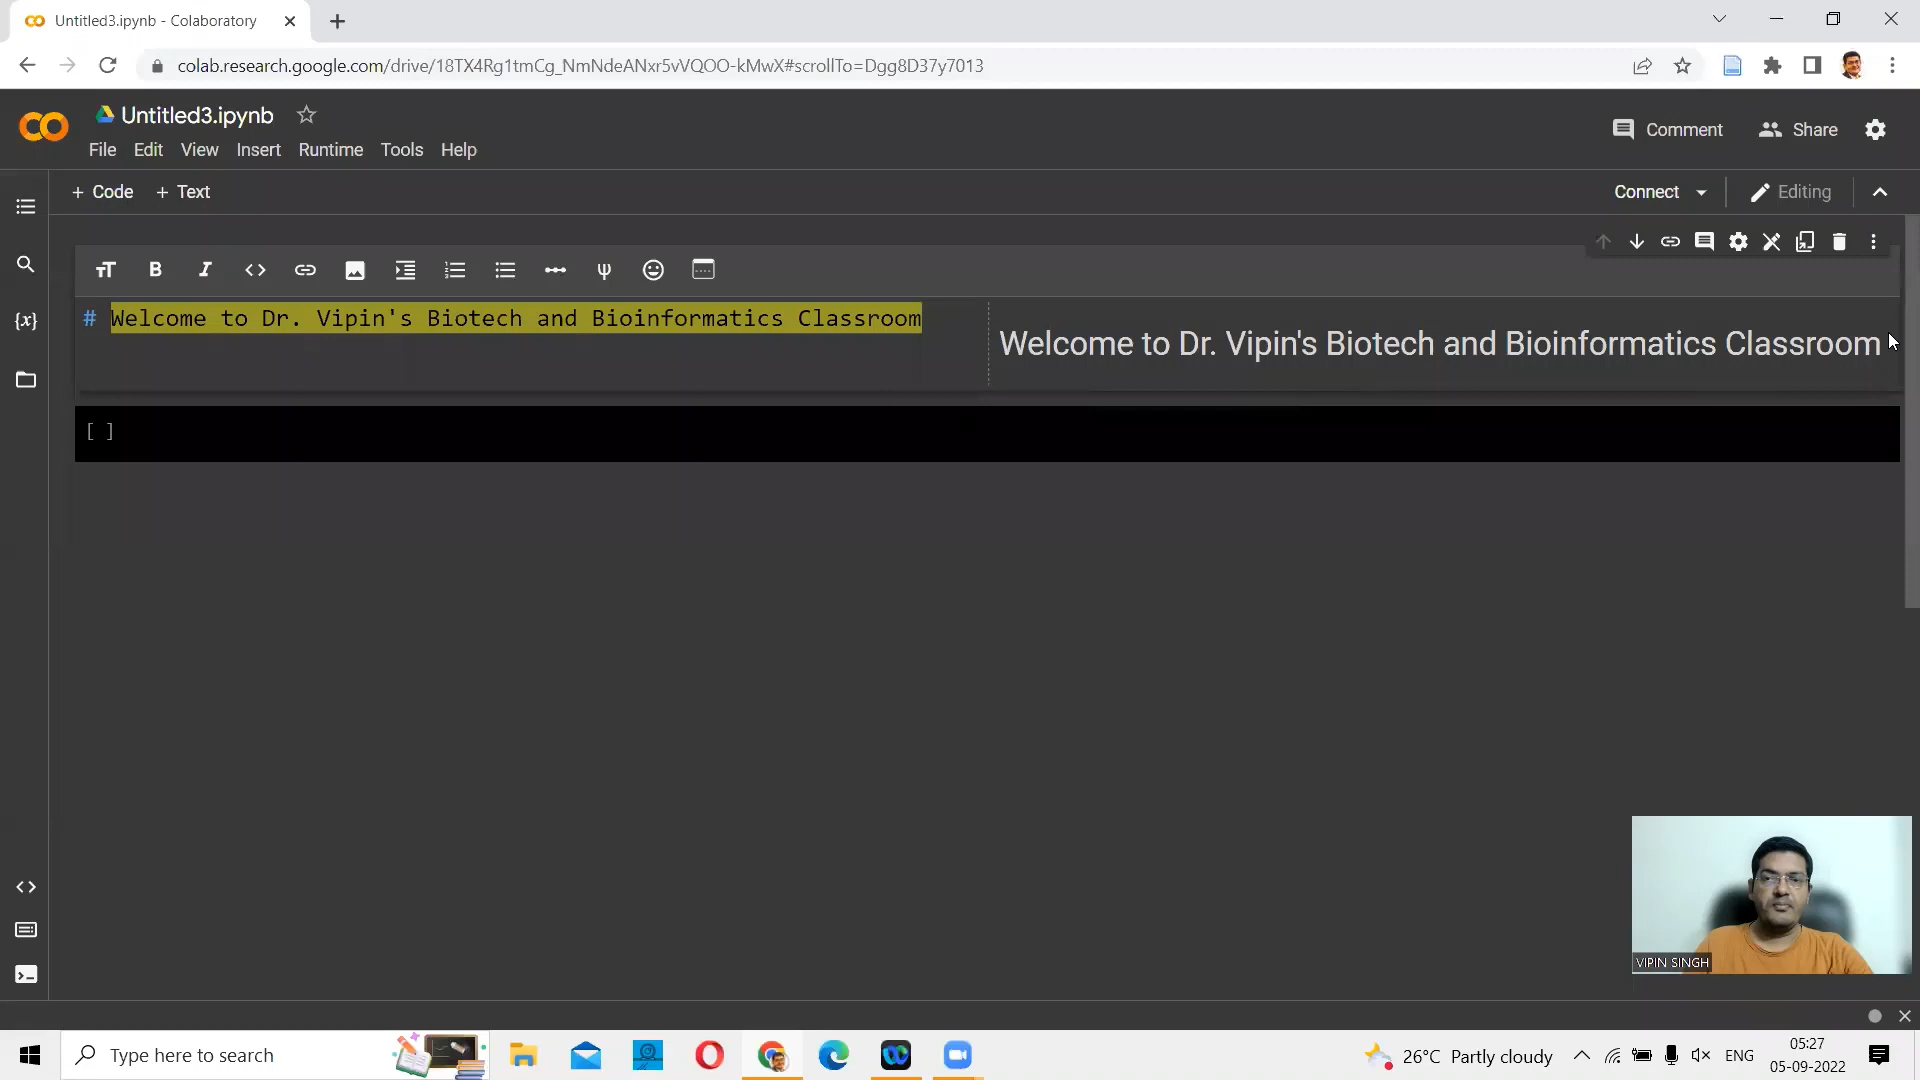 Untitled3.ipynb - Colaboratory
colab.research.google.com/drive/18TX4Rg1tmCg_NmNdeANxr5vVQOO-kMwX#scrollTo=Dgg8D37y7013
Untitled3.ipynb
File Edit View Insert Runtime Tools Help
Comment Share
+ Code + Text
Connect Editing
# Welcome to Dr. Vipin's Biotech and Bioinformatics Classroom
Welcome to Dr. Vipin's Biotech and Bioinformatics Classroom
[ ]
VIPIN SINGH
Type here to search
26°C Partly cloudy
ENG
05:27
05-09-2022